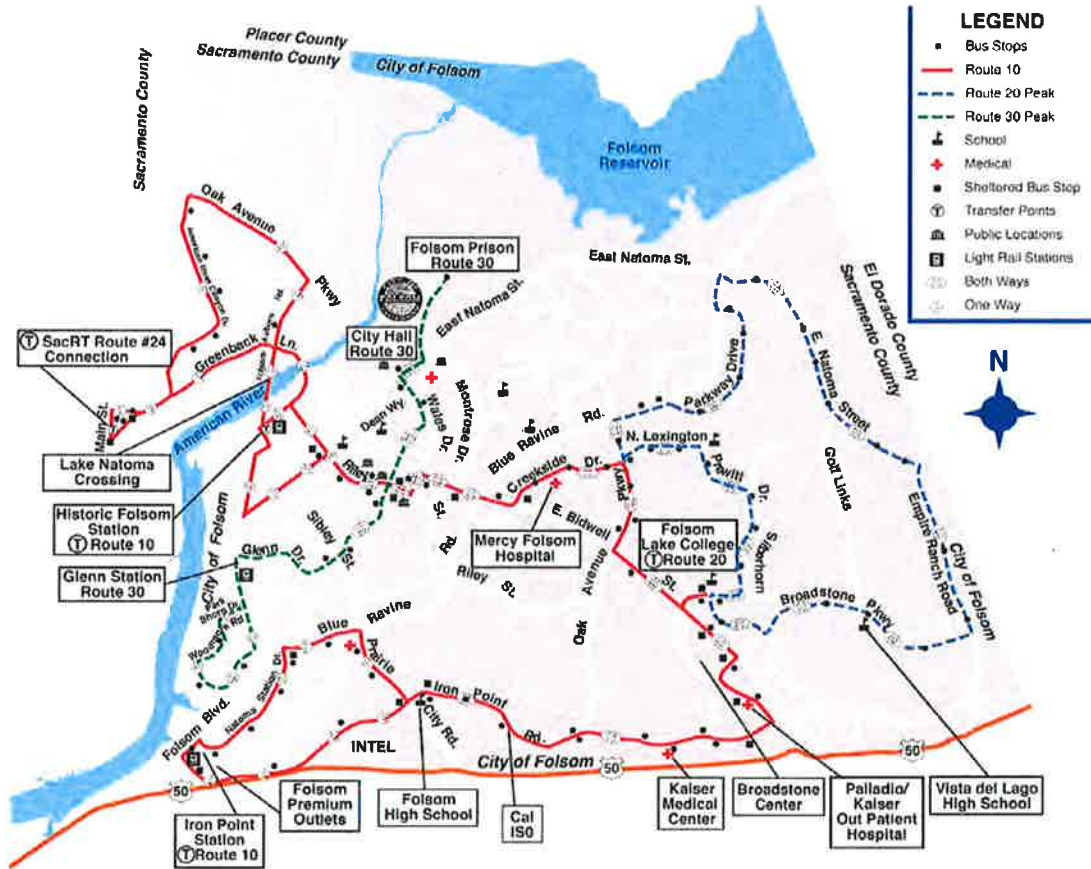 LEGEND
Bus Stops
Route 10
Route 20 Peak
Route 30 Peak
School
Medical
Sheltered Bus Stop
Transfer Points
Public Locations
Light Rail Stations
Both Ways
One Way
Placer County
Sacramento County
City of Folsom
Sacramento County
Folsom
Reservoir
Oak Avenue
Pkwy
Folsom Prison
Route 30
East Natoma St.
East Natoma St.
El Dorado County
Sacramento County
N
T SacRT Route #24
Connection
Greenback Ln.
City Hall
Route 30
Main St.
American River
Dean Wy
Wales Dr.
Montrose Dr.
Parkway Drive
E. Natoma Street
Blue Ravine Rd.
N. Lexington
Prewitt Dr.
Golf Links
Lake Natoma
Crossing
Riley St.
Creekside Dr.
Pkwy
Historic Folsom
Station
T Route 10
City of Folsom
Sibley St.
Rd.
Riley St.
E. Bidwell St.
Mercy Folsom
Hospital
Folsom
Lake College
T Route 20
Silberhorn
Empire Ranch Road
City of Folsom
Glenn Dr.
Glenn Station
Route 30
Oak Avenue
Broadstone Pkwy
Blue Ravine
Prairie
Natoma Station Dr.
Folsom Blvd.
Iron Point Rd.
City Rd.
INTEL
City of Folsom
50
50
50
Folsom
Premium
Outlets
Folsom
High School
Cal
ISO
Kaiser
Medical
Center
Broadstone
Center
Palladio/
Kaiser
Out Patient
Hospital
Vista del Lago
High School
Iron Point
Station
T Route 10